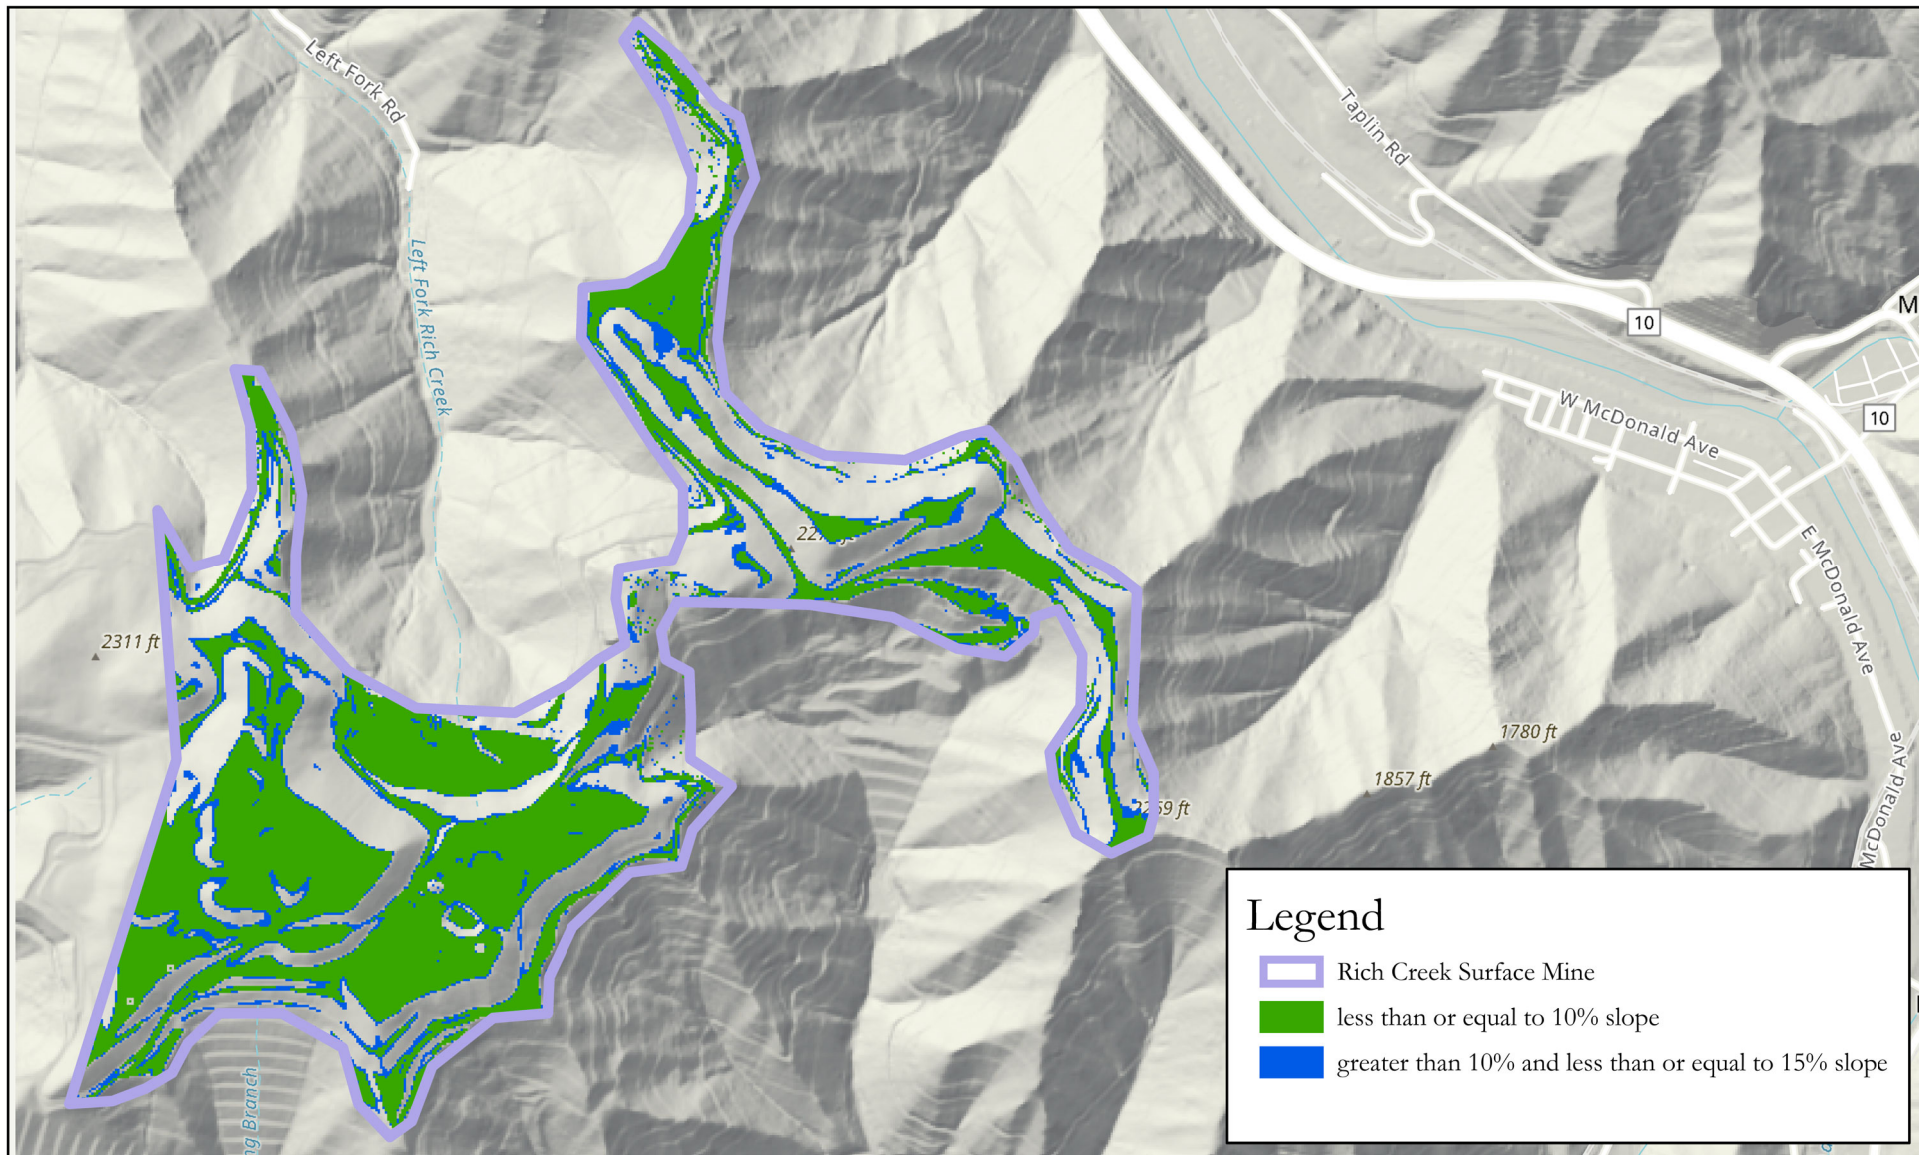 Left Fork Rd
Taplin Rd
Left Fork Rich Creek
M
10
W McDonald Ave
10
E McDonald Ave
2311 ft
1780 ft
McDonald Ave
1857 ft
ft
Legend
Rich Creek Surface Mine
less than or equal to 10% slope
greater than 10% and less than or equal to 15% slope
Branch